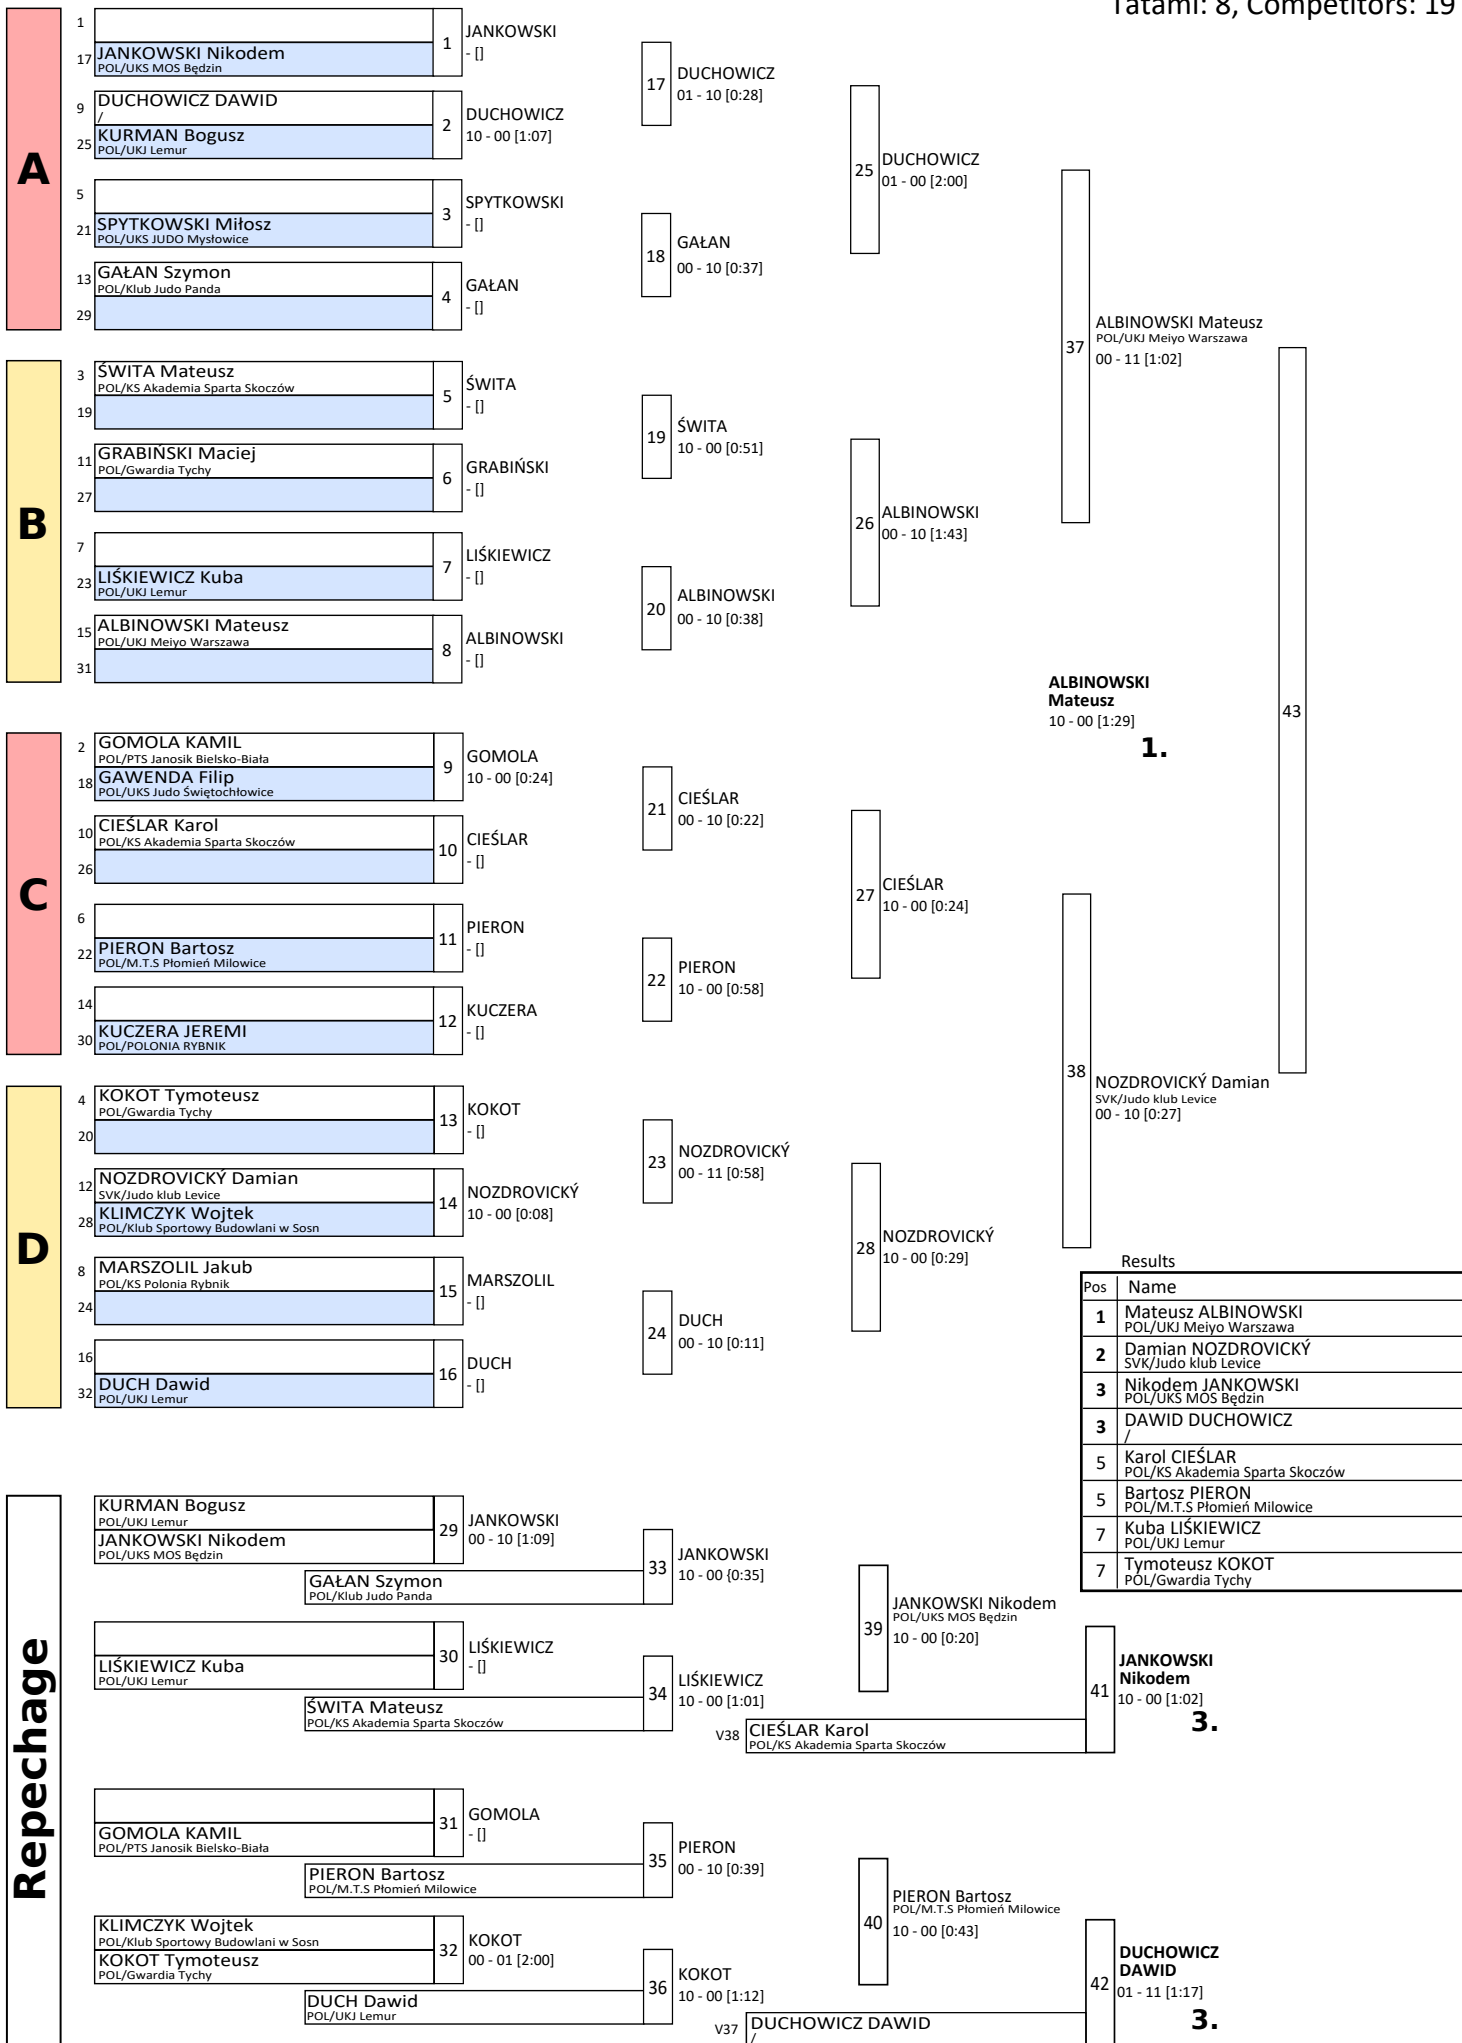 Tatami: 8, Competitors: 19
A
1
17 JANKOWSKI Nikodem
POL/UKS MOS Będzin
1
JANKOWSKI
- []
9 DUCHOWICZ DAWID
/
25 KURMAN Bogusz
POL/UKJ Lemur
2
DUCHOWICZ
10 - 00 [1:07]
5
21 SPYTKOWSKI Miłosz
POL/UKS JUDO Mysłowice
3
SPYTKOWSKI
- []
13 GAŁAN Szymon
POL/Klub Judo Panda
29
4
GAŁAN
- []
17
DUCHOWICZ
01 - 10 [0:28]
18
GAŁAN
00 - 10 [0:37]
25
DUCHOWICZ
01 - 00 [2:00]
B
3 ŚWITA Mateusz
POL/KS Akademia Sparta Skoczów
19
5
ŚWITA
- []
11 GRABIŃSKI Maciej
POL/Gwardia Tychy
27
6
GRABIŃSKI
- []
7
23 LIŚKIEWICZ Kuba
POL/UKJ Lemur
7
LIŚKIEWICZ
- []
15 ALBINOWSKI Mateusz
POL/UKJ Meiyo Warszawa
31
8
ALBINOWSKI
- []
19
ŚWITA
10 - 00 [0:51]
20
ALBINOWSKI
00 - 10 [0:38]
26
ALBINOWSKI
00 - 10 [1:43]
37
ALBINOWSKI Mateusz
POL/UKJ Meiyo Warszawa
00 - 11 [1:02]
ALBINOWSKI
Mateusz
10 - 00 [1:29]
1.
43
C
2 GOMOLA KAMIL
POL/PTS Janosik Bielsko-Biała
18 GAWENDA Filip
POL/UKS Judo Świętochłowice
9
GOMOLA
10 - 00 [0:24]
10 CIEŚLAR Karol
POL/KS Akademia Sparta Skoczów
26
10
CIEŚLAR
- []
6
22 PIERON Bartosz
POL/M.T.S Płomień Milowice
11
PIERON
- []
14
30 KUCZERA JEREMI
POL/POLONIA RYBNIK
12
KUCZERA
- []
21
CIEŚLAR
00 - 10 [0:22]
22
PIERON
10 - 00 [0:58]
27
CIEŚLAR
10 - 00 [0:24]
D
4 KOKOT Tymoteusz
POL/Gwardia Tychy
20
13
KOKOT
- []
12 NOZDROVICKÝ Damian
SVK/Judo klub Levice
28 KLIMCZYK Wojtek
POL/Klub Sportowy Budowlani w Sosn
14
NOZDROVICKÝ
10 - 00 [0:08]
8 MARSZOLIL Jakub
POL/KS Polonia Rybnik
24
15
MARSZOLIL
- []
16
32 DUCH Dawid
POL/UKJ Lemur
16
DUCH
- []
23
NOZDROVICKÝ
00 - 11 [0:58]
24
DUCH
00 - 10 [0:11]
28
NOZDROVICKÝ
10 - 00 [0:29]
38
NOZDROVICKÝ Damian
SVK/Judo klub Levice
00 - 10 [0:27]
Results
Pos Name
1 Mateusz ALBINOWSKI
POL/UKJ Meiyo Warszawa
2 Damian NOZDROVICKÝ
SVK/Judo klub Levice
3 Nikodem JANKOWSKI
POL/UKS MOS Będzin
3 DAWID DUCHOWICZ
/
5 Karol CIEŚLAR
POL/KS Akademia Sparta Skoczów
5 Bartosz PIERON
POL/M.T.S Płomień Milowice
7 Kuba LIŚKIEWICZ
POL/UKJ Lemur
7 Tymoteusz KOKOT
POL/Gwardia Tychy
Repechage
KURMAN Bogusz
POL/UKJ Lemur
JANKOWSKI Nikodem
POL/UKS MOS Będzin
29
JANKOWSKI
00 - 10 [1:09]
GAŁAN Szymon
POL/Klub Judo Panda
33
JANKOWSKI
10 - 00 {0:35]
LIŚKIEWICZ Kuba
POL/UKJ Lemur
30
LIŚKIEWICZ
- []
ŚWITA Mateusz
POL/KS Akademia Sparta Skoczów
34
LIŚKIEWICZ
10 - 00 [1:01]
39
JANKOWSKI Nikodem
POL/UKS MOS Będzin
10 - 00 [0:20]
V38 CIEŚLAR Karol
POL/KS Akademia Sparta Skoczów
41
JANKOWSKI
Nikodem
10 - 00 [1:02]
3.
GOMOLA KAMIL
POL/PTS Janosik Bielsko-Biała
31
GOMOLA
- []
PIERON Bartosz
POL/M.T.S Płomień Milowice
35
PIERON
00 - 10 [0:39]
KLIMCZYK Wojtek
POL/Klub Sportowy Budowlani w Sosn
KOKOT Tymoteusz
POL/Gwardia Tychy
32
KOKOT
00 - 01 [2:00]
DUCH Dawid
POL/UKJ Lemur
36
KOKOT
10 - 00 [1:12]
40
PIERON Bartosz
POL/M.T.S Płomień Milowice
10 - 00 [0:43]
V37 DUCHOWICZ DAWID
/
42
DUCHOWICZ
DAWID
01 - 11 [1:17]
3.